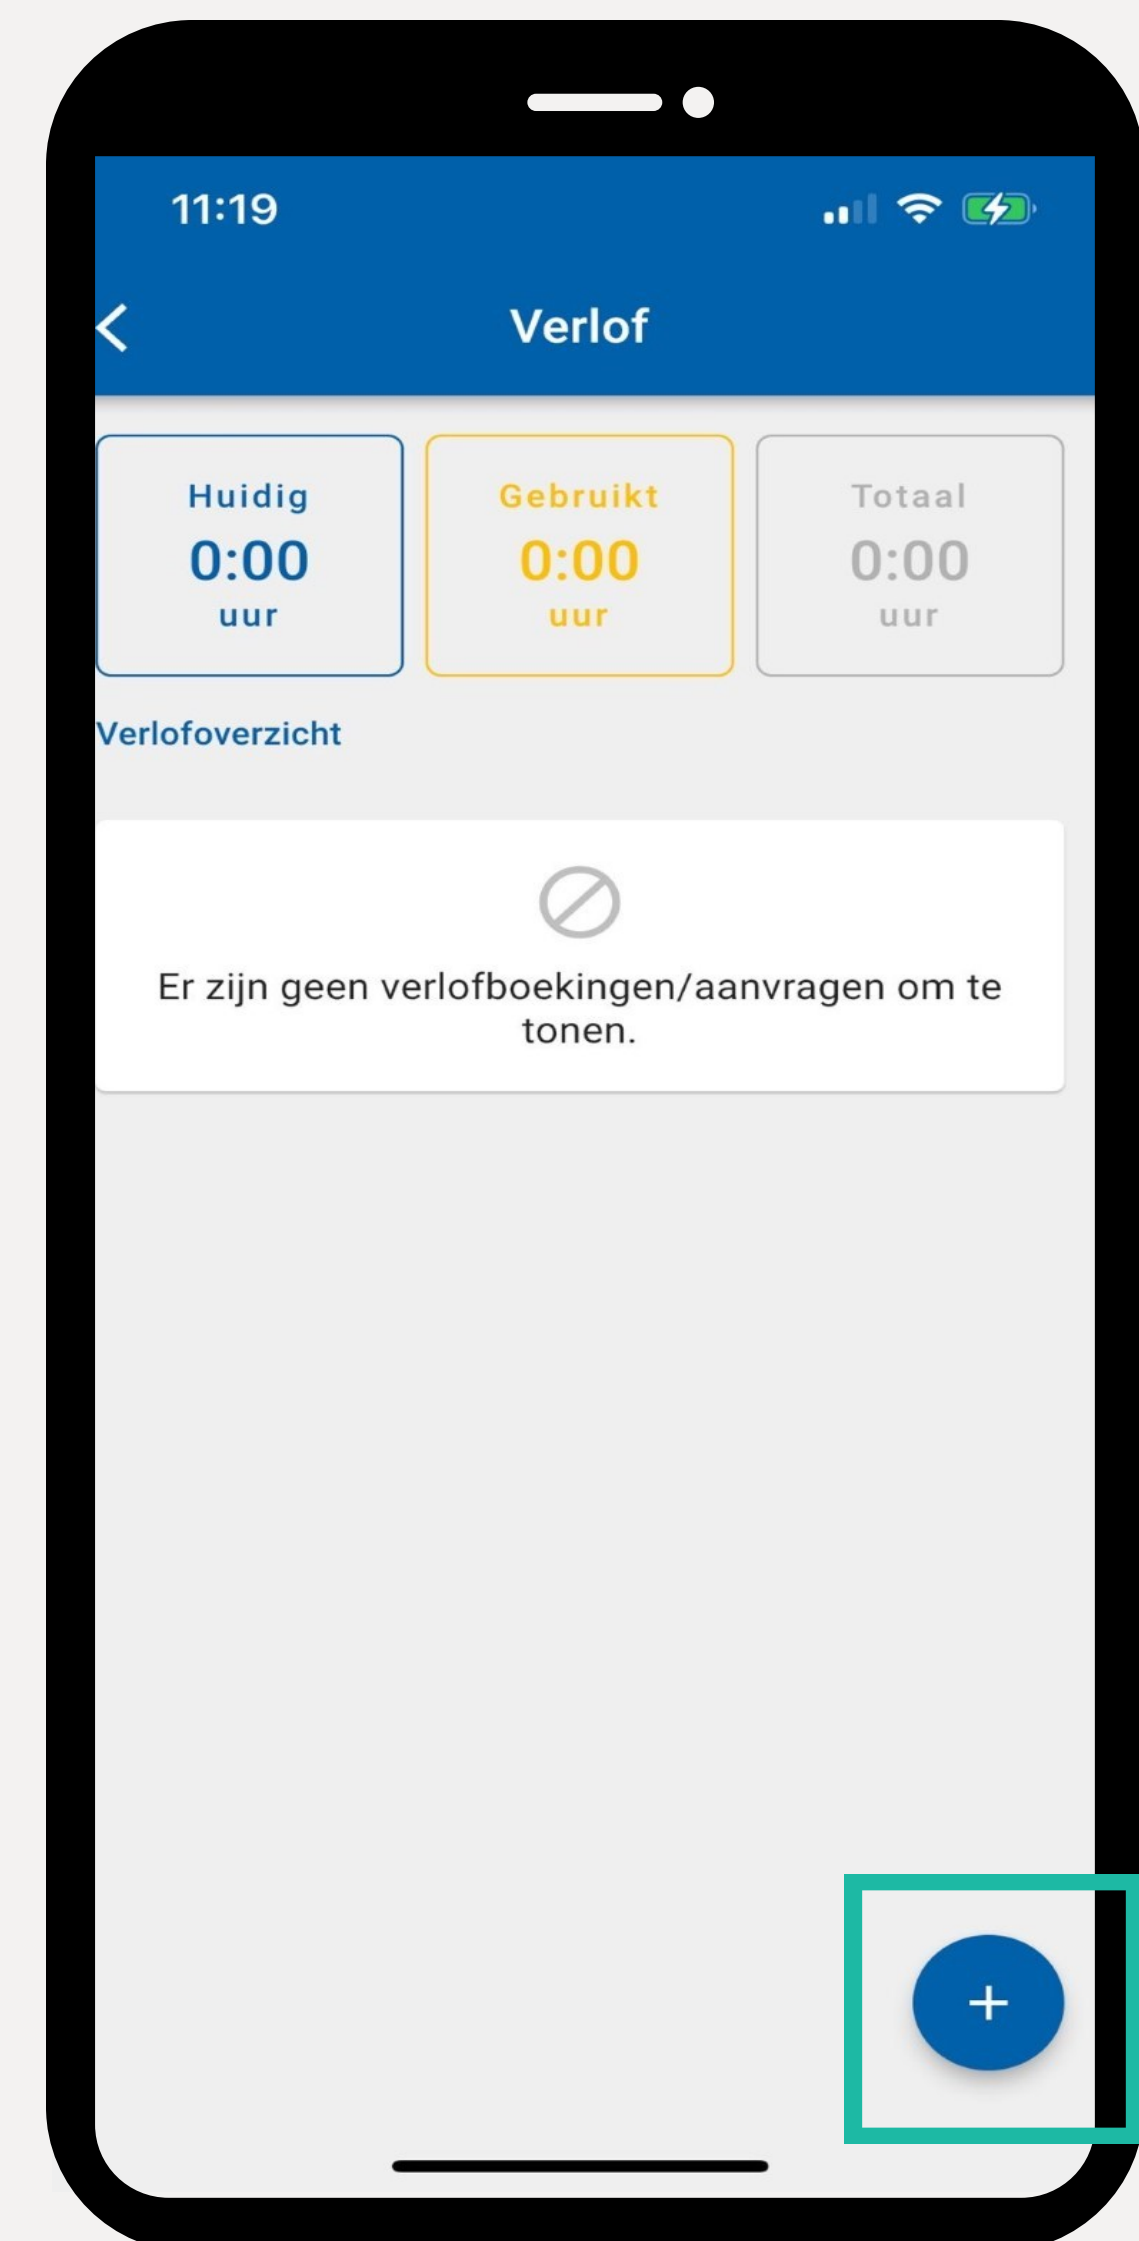 11:19
Verlof
Huidig
0:00
uur
Gebruikt
0:00
uur
Totaal
0:00
uur
Verlofoverzicht
Er zijn geen verlofboekingen/aanvragen om te
tonen.
+